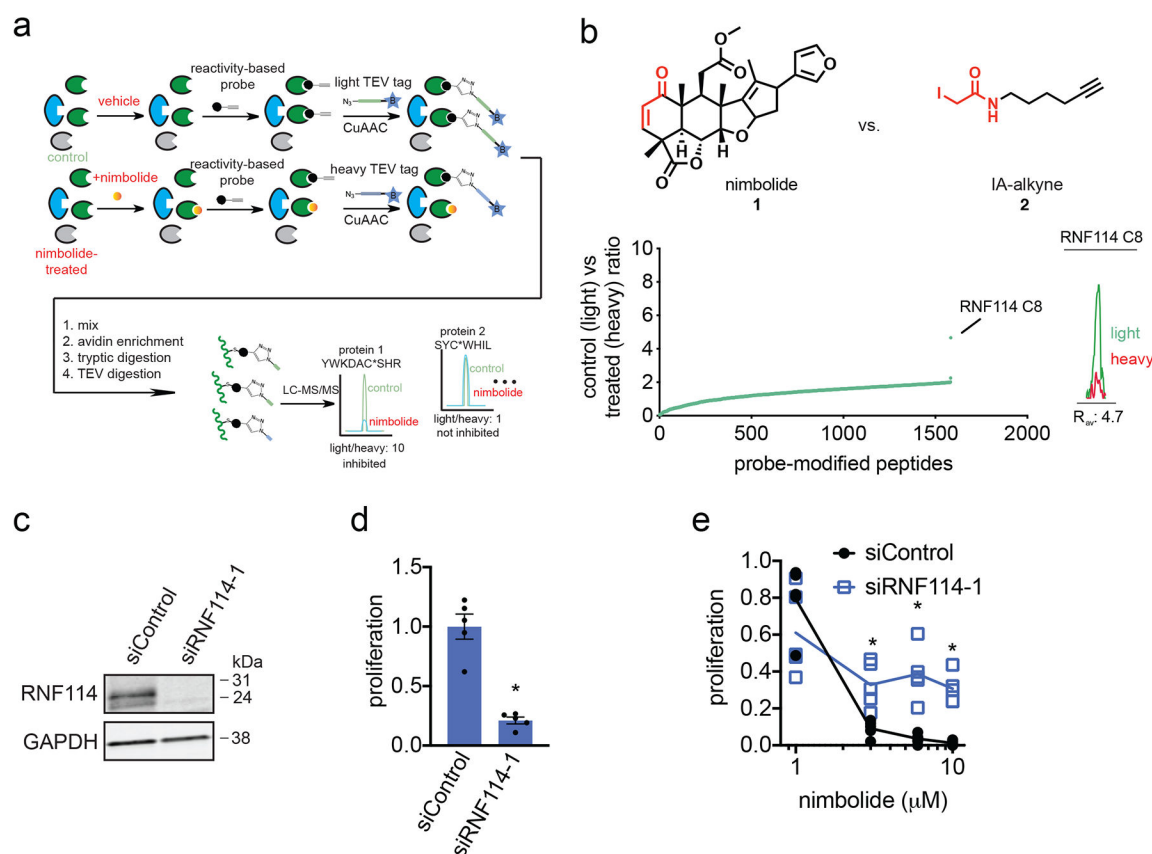 a
reactivity-based
probe
vehicle
light TEV tag
N₃
B
CuAAC
N
N
N
B
N
N
N
B
control
+nimbolide
reactivity-based
probe
heavy TEV tag
N₃
B
CuAAC
N
N
N
B
nimbolide-
treated
1. mix
2. avidin enrichment
3. tryptic digestion
4. TEV digestion
S
N
N
N
S
N
N
N
S
N
N
N
LC-MS/MS
protein 1
YWKDAC*SHR
control
nimbolide
light/heavy: 10
inhibited
protein 2
SYC*WHIL
control
nimbolide
light/heavy: 1
not inhibited
b
O
O
O
O
O
O
O
H
H
H
nimbolide
1
vs.
I
O
N
H
IA-alkyne
2
control (light) vs
treated (heavy) ratio
10
8
6
4
2
0
RNF114 C8
0 500 1000 1500 2000
probe-modified peptides
RNF114 C8
light
heavy
Rav: 4.7
c
siControl
siRNF114-1
kDa
RNF114
31
24
GAPDH
38
d
proliferation
1.5
1.0
0.5
0.0
*
siControl
siRNF114-1
e
proliferation
1.0
0.8
0.6
0.4
0.2
0.0
siControl
siRNF114-1
*
*
*
1 10
nimbolide (µM)